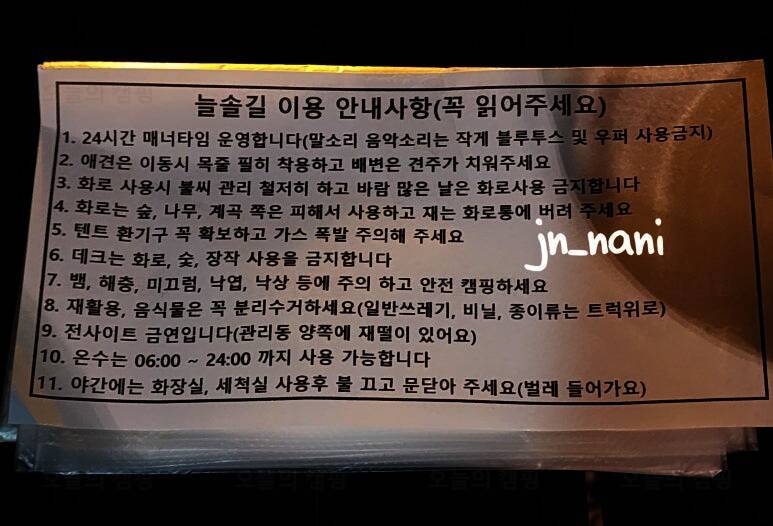 늘솔길 이용 안내사항(꼭 읽어주세요)
1. 24시간 매너타임 운영합니다(말소리 음악소리는 작게 블루투스 및 우퍼 사용금지)
2. 애견은 이동시 목줄 필히 착용하고 배변은 견주가 치워주세요
3. 화로 사용시 불씨 관리 철저히 하고 바람 많은 날은 화로사용 금지합니다
4. 화로는 숲, 나무, 계곡 쪽은 피해서 사용하고 재는 화로통에 버려 주세요
5. 텐트 환기구 꼭 확보하고 가스 폭발 주의해 주세요
jn_nani
6. 데크는 화로, 숯, 장작 사용을 금지합니다
7. 뱀, 해충, 미끄럼, 낙엽, 낙상 등에 주의 하고 안전 캠핑하세요
8. 재활용, 음식물은 꼭 분리수거하세요(일반쓰레기, 비닐, 종이류는 트럭위로)
9. 전사이트 금연입니다(관리동 양쪽에 재떨이 있어요)
10. 온수는 06:00 ~ 24:00 까지 사용 가능합니다
11. 야간에는 화장실, 세척실 사용후 불 끄고 문닫아 주세요(벌레 들어가요)